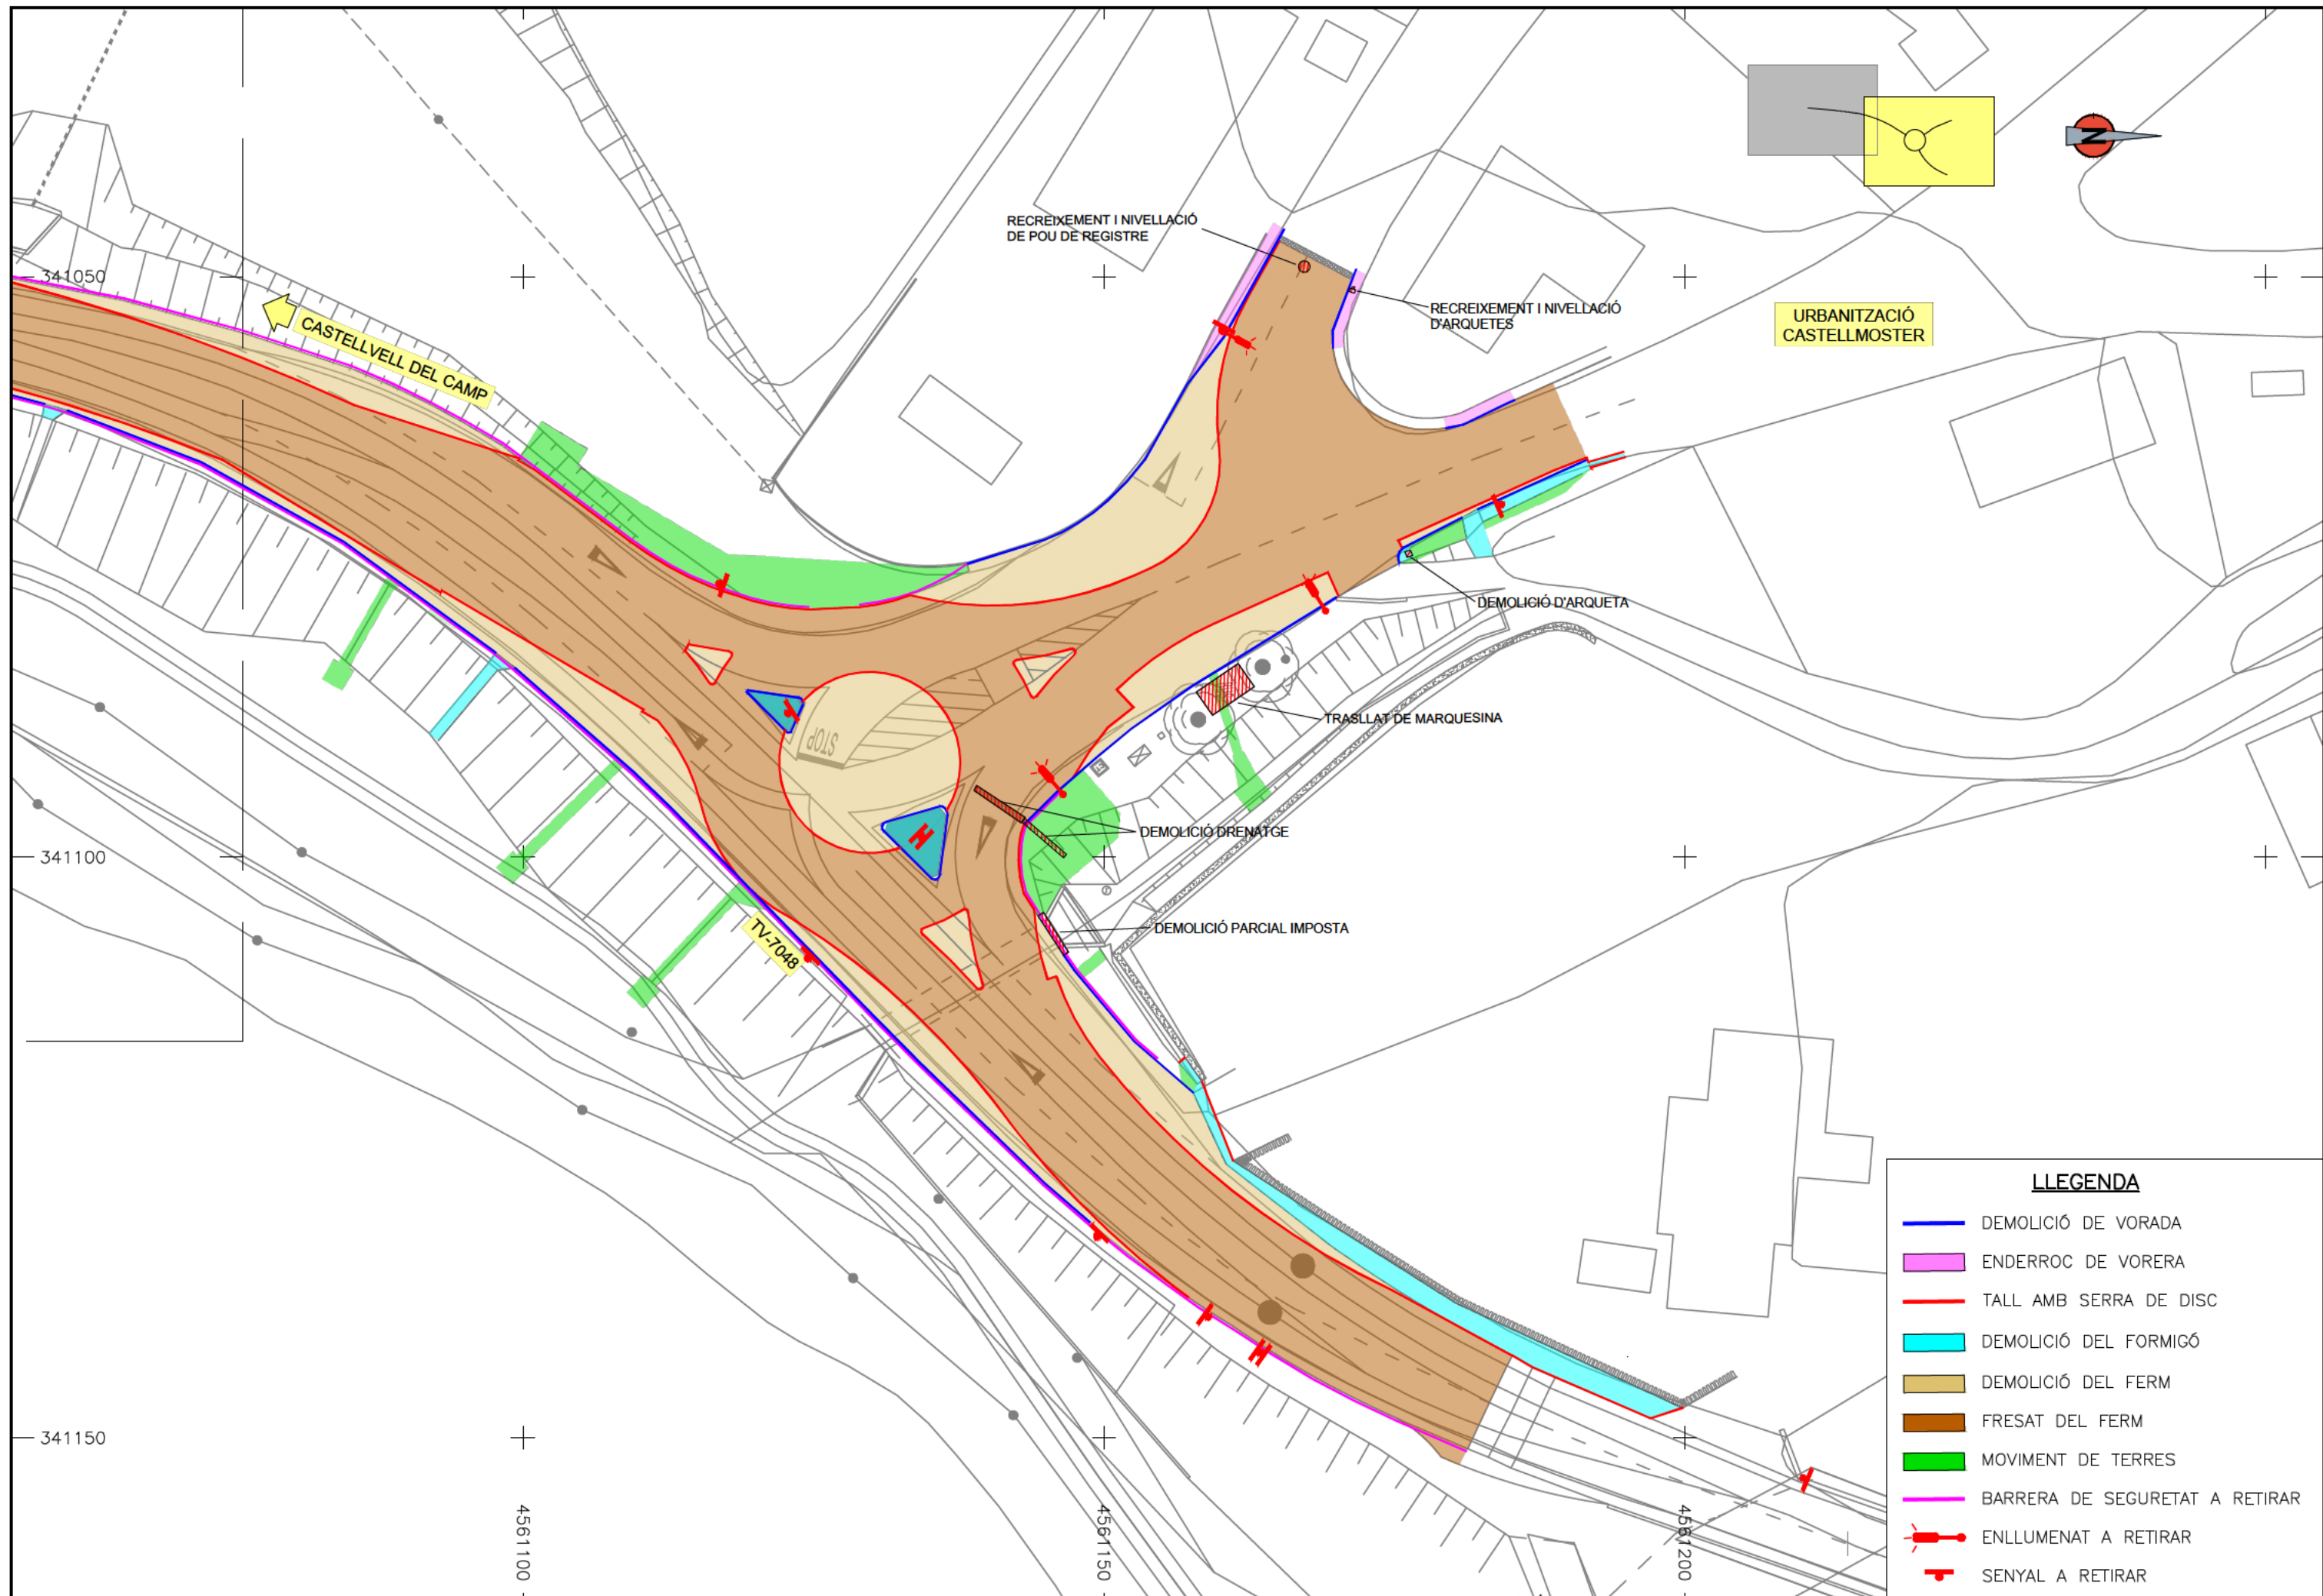 RECREIXEMENT I NIVELLACIÓ
DE POU DE REGISTRE
N
341050
RECREIXEMENT I NIVELLACIÓ
D'ARQUETES
URBANITZACIÓ
CASTELLMOSTER
CASTELLVELL DEL CAMP
DEMOLICIÓ D'ARQUETA
TRASLLAT DE MARQUESINA
STOP
DEMOLICIÓ DRENATGE
341100
TV-7048
DEMOLICIÓ PARCIAL IMPOSTA
341150
4561100
4561150
4561200
LLEGENDA
DEMOLICIÓ DE VORADA
ENDERROC DE VORERA
TALL AMB SERRA DE DISC
DEMOLICIÓ DEL FORMIGÓ
DEMOLICIÓ DEL FERM
FRESAT DEL FERM
MOVIMENT DE TERRES
BARRERA DE SEGURETAT A RETIRAR
ENLLUMENAT A RETIRAR
SENYAL A RETIRAR